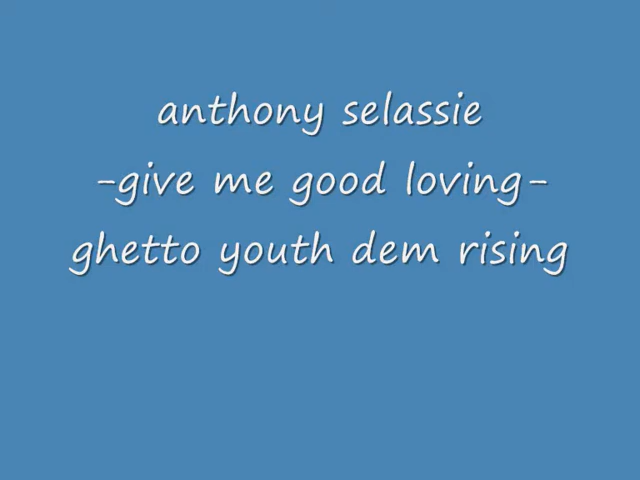 anthony selassie
-give me good loving-
ghetto youth dem rising